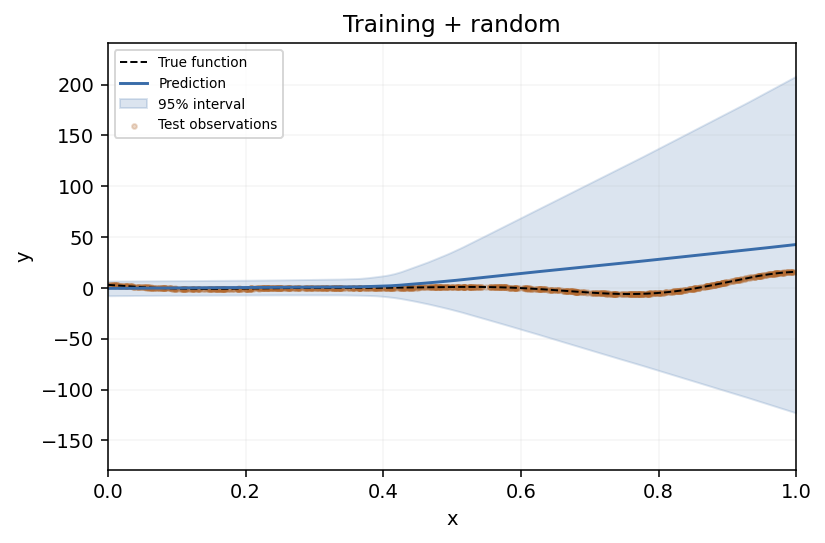 Training + random
True function
Prediction
95% interval
Test observations
y
200
150
100
50
0
−50
−100
−150
0.0 0.2 0.4 0.6 0.8 1.0
x